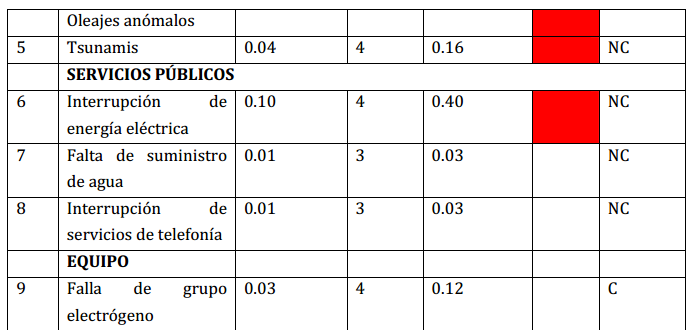 Oleajes anómalos
5 Tsunamis 0.04 4 0.16 NC
SERVICIOS PÚBLICOS
6 Interrupción de 0.10 4 0.40 NC
energía eléctrica
7 Falta de suministro 0.01 3 0.03 NC
de agua
8 Interrupción de 0.01 3 0.03 NC
servicios de telefonía
EQUIPO
9 Falla de grupo 0.03 4 0.12 C
electrógeno